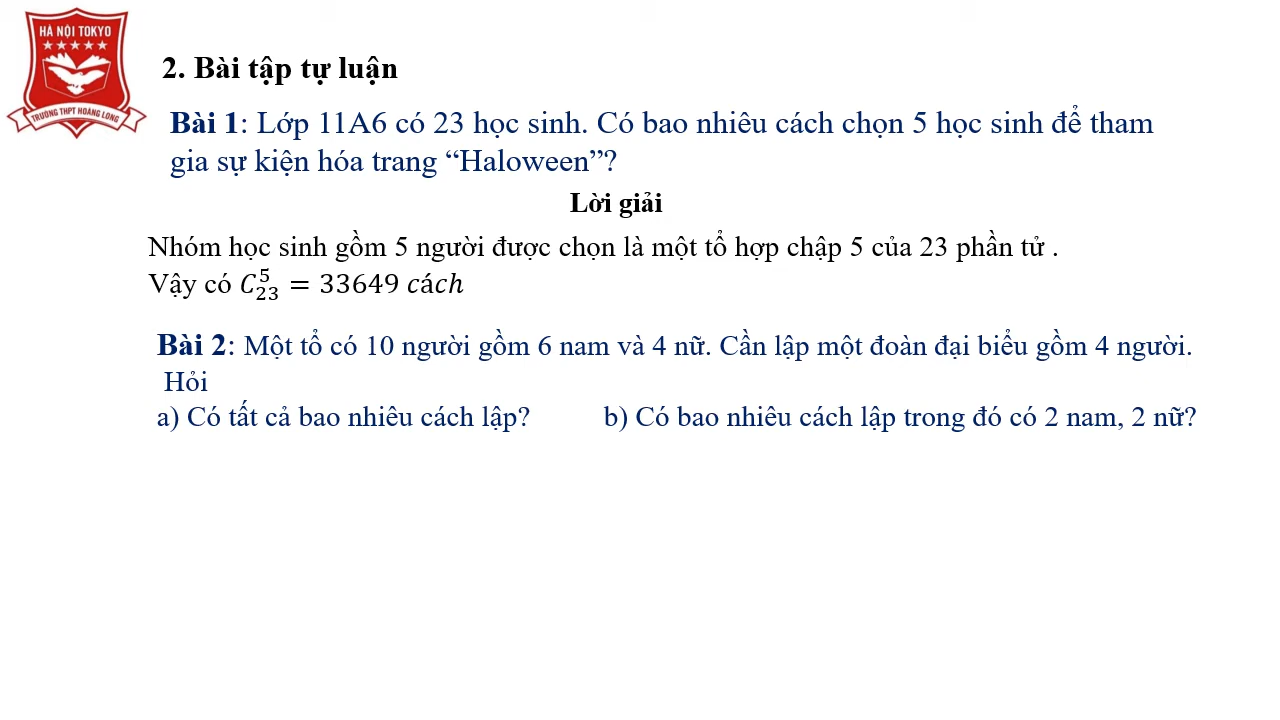 HÀ NỘI TOKYO
TRƯỜNG THPT HOÀNG LONG
2. Bài tập tự luận
Bài 1: Lớp 11A6 có 23 học sinh. Có bao nhiêu cách chọn 5 học sinh để tham
gia sự kiện hóa trang “Haloween”?
Lời giải
Nhóm học sinh gồm 5 người được chọn là một tổ hợp chập 5 của 23 phần tử .
Vậy có $C_{23}^{5} = 33649$ cách
Bài 2: Một tổ có 10 người gồm 6 nam và 4 nữ. Cần lập một đoàn đại biểu gồm 4 người.
Hỏi
a) Có tất cả bao nhiêu cách lập? b) Có bao nhiêu cách lập trong đó có 2 nam, 2 nữ?